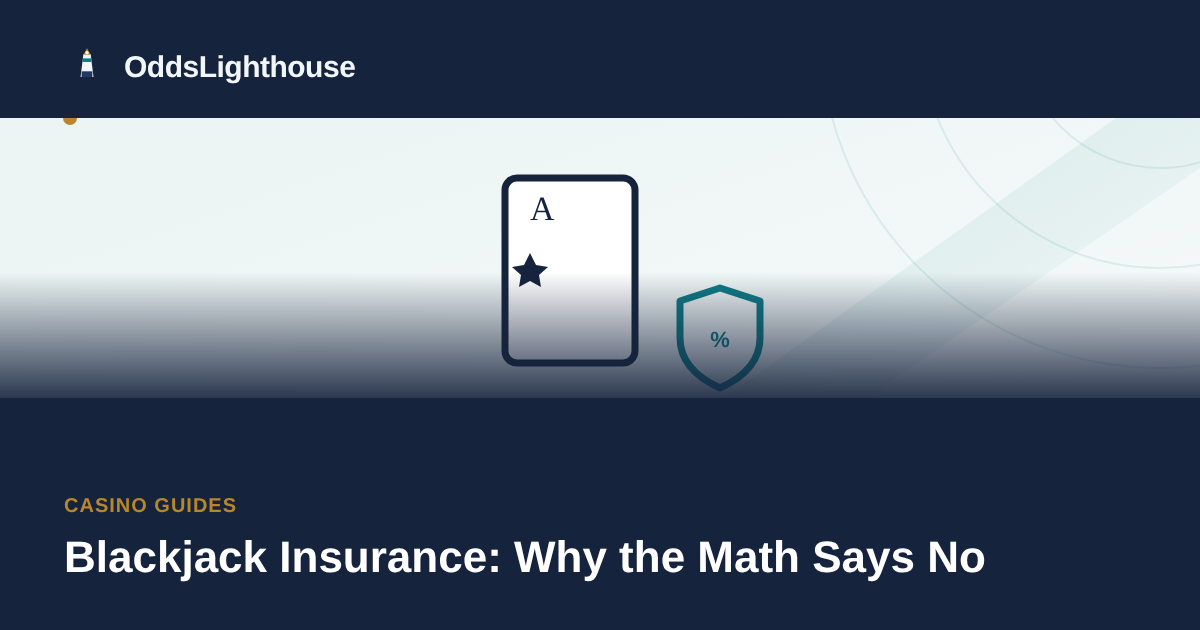 OddsLighthouse
A
%
CASINO GUIDES
Blackjack Insurance: Why the Math Says No